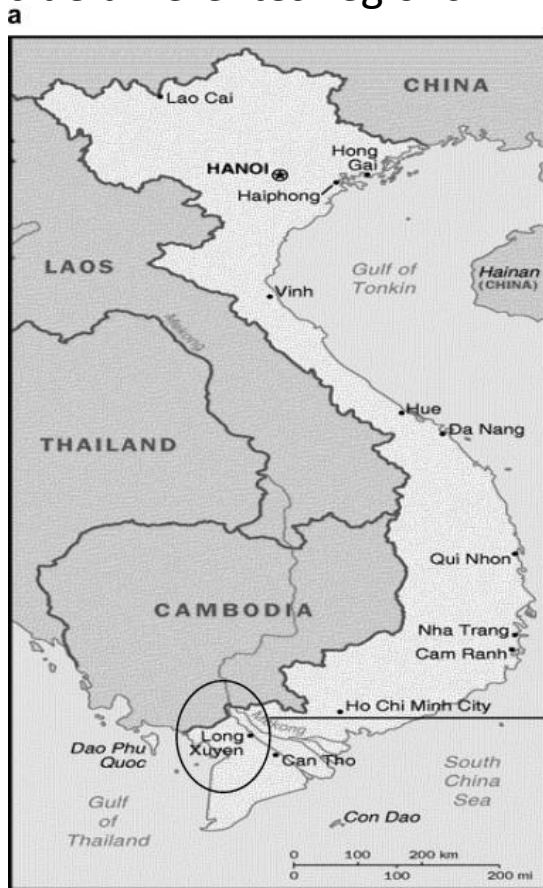 a
CHINA
Lao Cai
HANOI
Hong
Gai
Haiphong
LAOS
Gulf of
Tonkin
Hainan
(CHINA)
Vinh
Mekong
Hue
Da Nang
THAILAND
Qui Nhon
CAMBODIA
Nha Trang
Cam Ranh
Ho Chi Minh City
Mekong
Long
Xuyen
Dao Phu
Quoc
Can Tho
South
China
Sea
Gulf
of
Thailand
Con Dao
0 100 200 km
0 100 200 mi